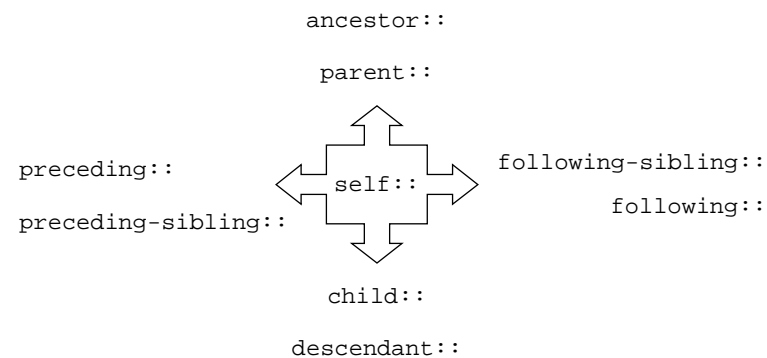 ancestor::
parent::
preceding::
following-sibling::
self::
following::
preceding-sibling::
child::
descendant::